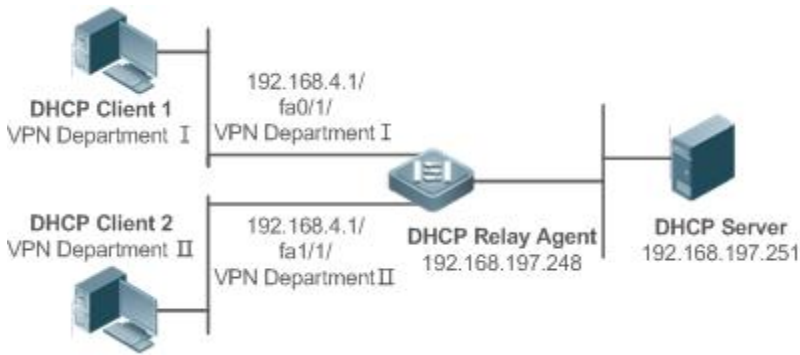 DHCP Client 1
VPN Department Ⅰ
192.168.4.1/
fa0/1/
VPN Department Ⅰ
DHCP Client 2
VPN Department Ⅱ
192.168.4.1/
fa1/1/
VPN Department Ⅱ
DHCP Relay Agent
192.168.197.248
DHCP Server
192.168.197.251